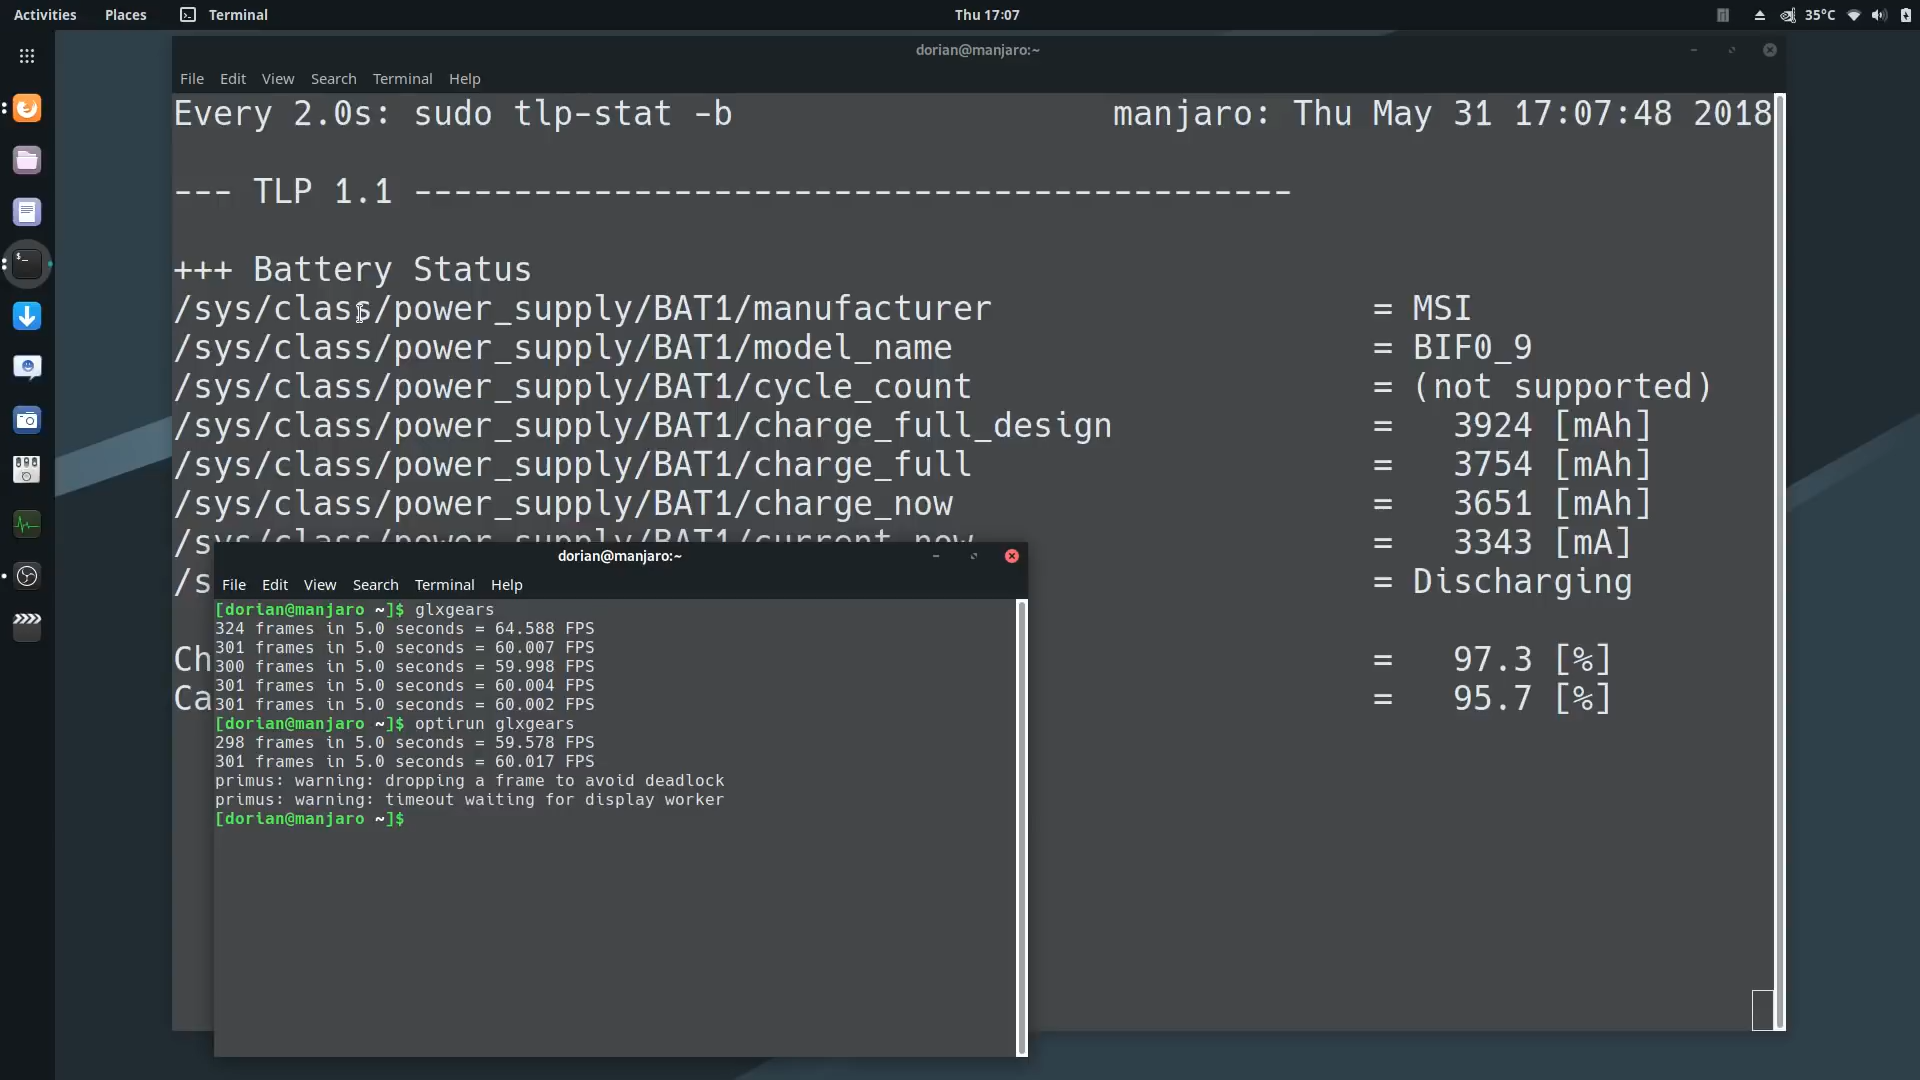 Activities Places Terminal Thu 17:07 35°C
dorian@manjaro:~
File Edit View Search Terminal Help
Every 2.0s: sudo tlp-stat -b manjaro: Thu May 31 17:07:48 2018
--- TLP 1.1 --------------------------------------------
+++ Battery Status
/sys/class/power_supply/BAT1/manufacturer = MSI
/sys/class/power_supply/BAT1/model_name = BIF0_9
/sys/class/power_supply/BAT1/cycle_count = (not supported)
/sys/class/power_supply/BAT1/charge_full_design = 3924 [mAh]
/sys/class/power_supply/BAT1/charge_full = 3754 [mAh]
/sys/class/power_supply/BAT1/charge_now = 3651 [mAh]
/sys/class/power_supply/BAT1/current_now = 3343 [mA]
/s = Discharging
Ch = 97.3 [%]
Ca = 95.7 [%]
dorian@manjaro:~
File Edit View Search Terminal Help
[dorian@manjaro ~]$ glxgears
324 frames in 5.0 seconds = 64.588 FPS
301 frames in 5.0 seconds = 60.007 FPS
300 frames in 5.0 seconds = 59.998 FPS
301 frames in 5.0 seconds = 60.004 FPS
301 frames in 5.0 seconds = 60.002 FPS
[dorian@manjaro ~]$ optirun glxgears
298 frames in 5.0 seconds = 59.578 FPS
301 frames in 5.0 seconds = 60.017 FPS
primus: warning: dropping a frame to avoid deadlock
primus: warning: timeout waiting for display worker
[dorian@manjaro ~]$